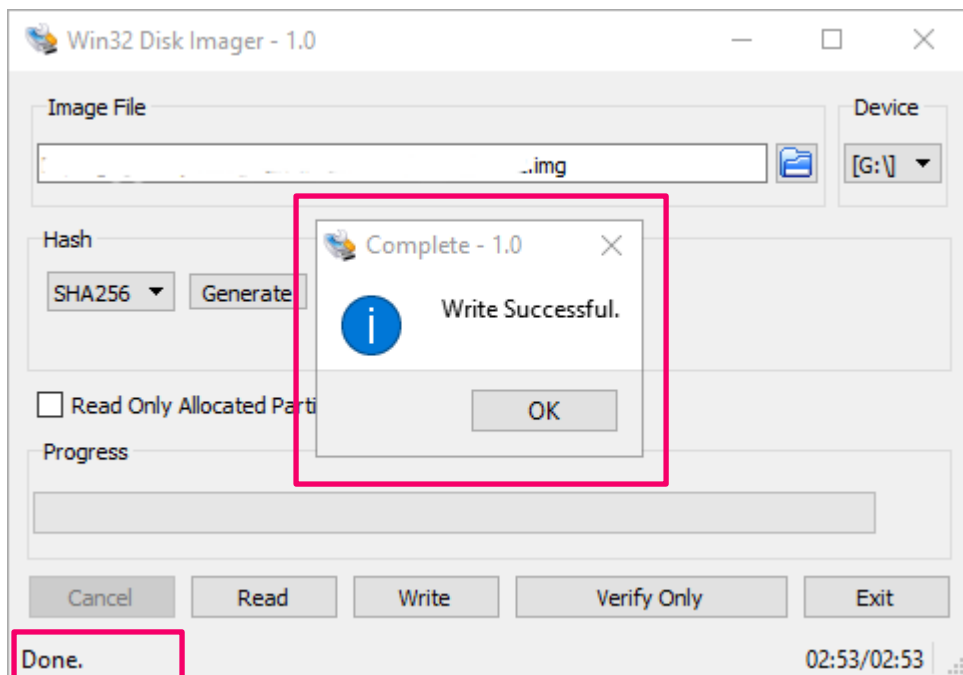 Win32 Disk Imager - 1.0
Image File
Device
.img
[G:\]
Hash
SHA256
Generate
Complete - 1.0
Write Successful.
OK
Read Only Allocated Parti
Progress
Cancel
Read
Write
Verify Only
Exit
Done.
02:53/02:53